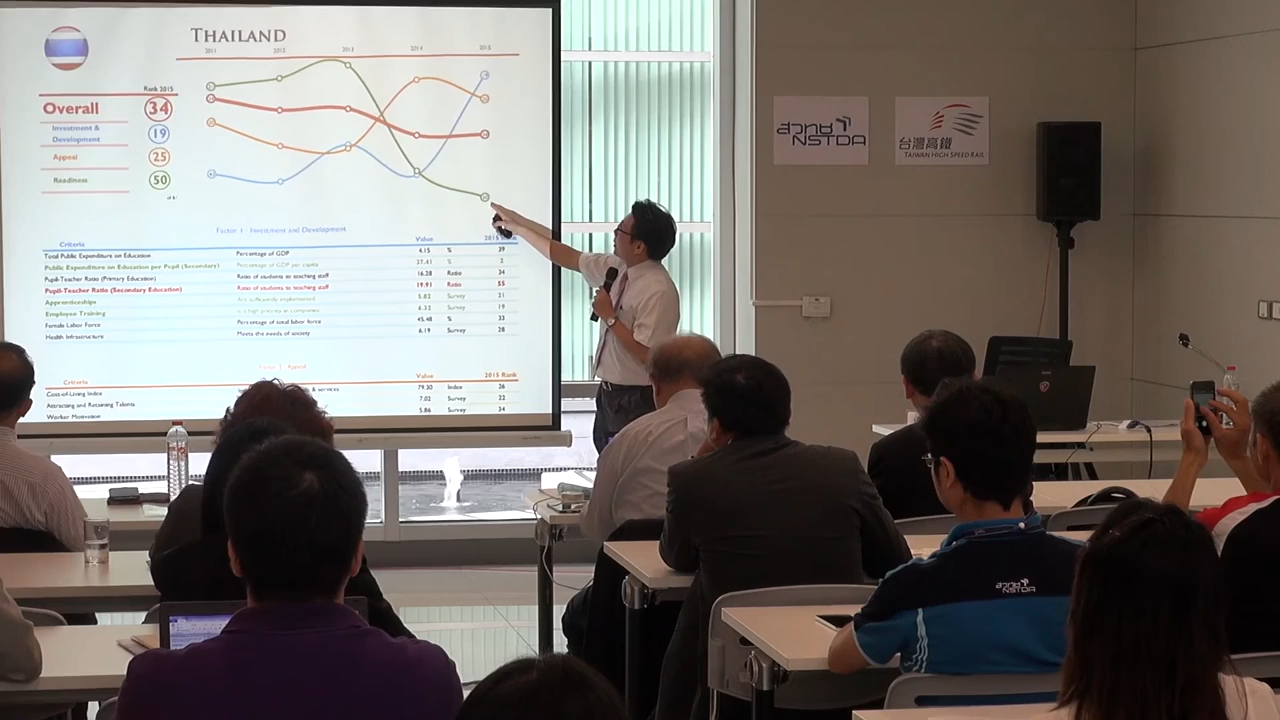 THAILAND
2011 2012 2013 2014 2015
Rank 2015
Overall 34
Investment &
Development 19
Appeal 25
Readiness 50
Factor 1 : Investment and Development
Criteria Value 2015
Total Public Expenditure on Education Percentage of GDP 4.15 % 39
Public Expenditure on Education per Pupil (Secondary) Percentage of GDP per capita 27.41 % 2
Pupil-Teacher Ratio (Primary Education) Ratio of students to teaching staff 16.28 Ratio 34
Pupil-Teacher Ratio (Secondary Education) Ratio of students to teaching staff 19.91 Ratio 55
Apprenticeships Are sufficiently implemented 5.02 Survey 21
Employee Training Is a high priority in companies 6.32 Survey 19
Female Labor Force Percentage of total labor force 45.48 % 33
Health Infrastructure Meets the needs of society 6.19 Survey 28
Factor 2 : Appeal
Criteria Value 2015 Rank
Cost-of-Living Index & services 79.30 Index 26
Attracting and Retaining Talents 7.02 Survey 22
Worker Motivation 5.86 Survey 34
สวทช
NSTDA
台灣高鐵
TAIWAN HIGH SPEED RAIL
สวทช
NSTDA